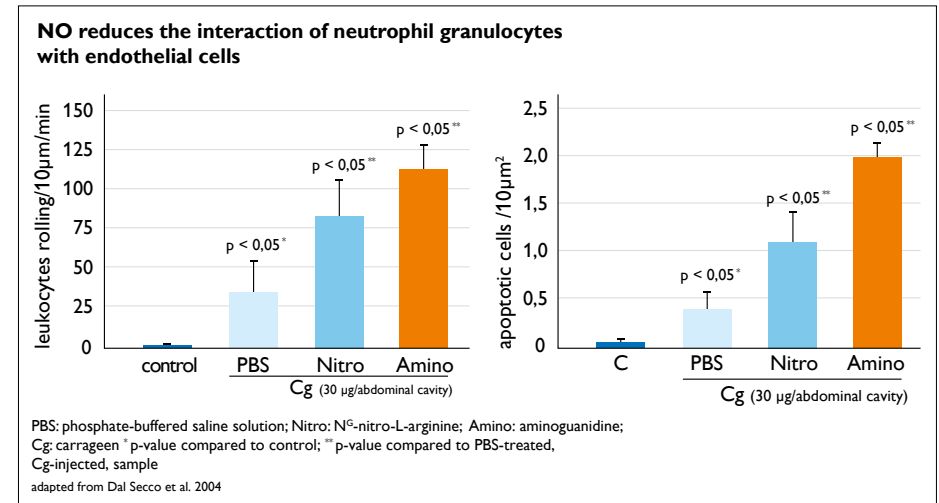 NO reduces the interaction of neutrophil granulocytes
with endothelial cells
leukocytes rolling/10µm/min
150
125
100
75
50
25
0
p < 0,05 *
p < 0,05 **
p < 0,05 **
control PBS Nitro Amino
Cg (30 µg/abdominal cavity)
apoptotic cells /10µm²
2,5
2.0
1,5
1,0
0,5
0
p < 0,05 *
p < 0,05 **
p < 0,05 **
C PBS Nitro Amino
Cg (30 µg/abdominal cavity)
PBS: phosphate-buffered saline solution; Nitro: Nᴳ-nitro-L-arginine; Amino: aminoguanidine;
Cg: carrageen * p-value compared to control; ** p-value compared to PBS-treated,
Cg-injected, sample
adapted from Dal Secco et al. 2004